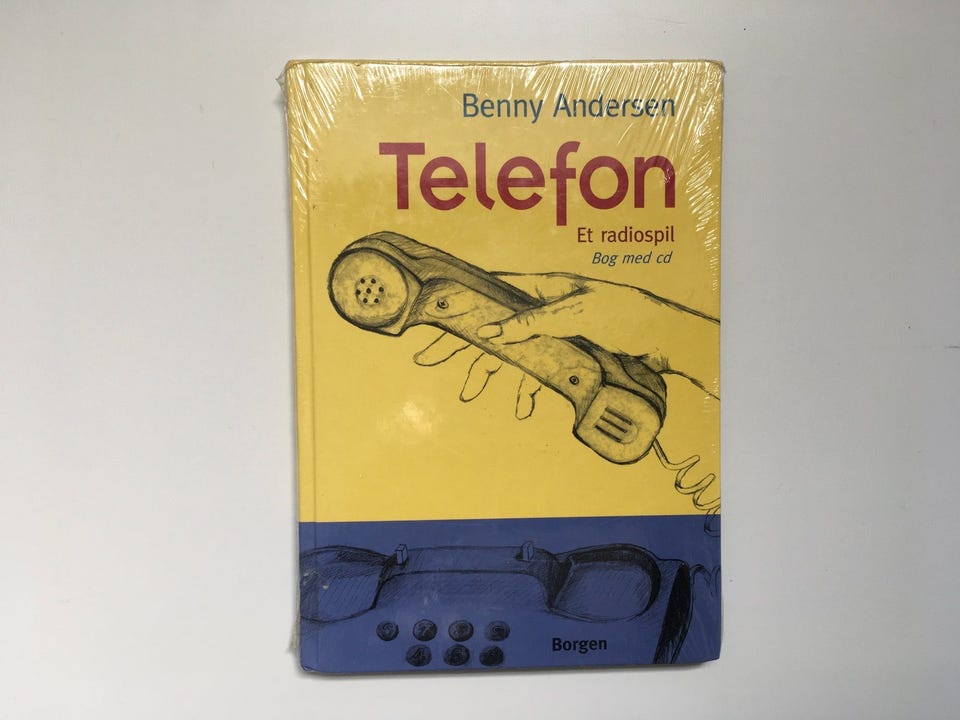 Benny Andersen
Telefon
Et radiospil
Bog med cd
Borgen